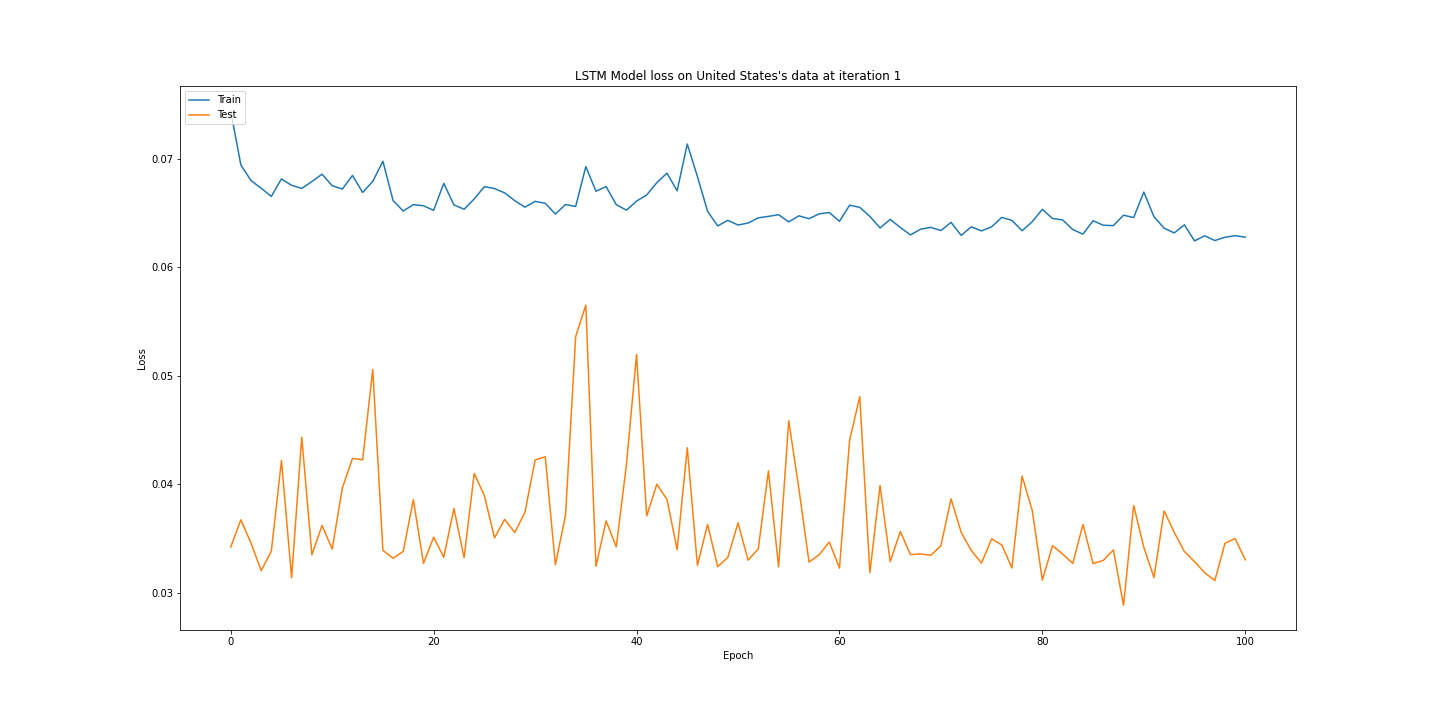 LSTM Model loss on United States's data at iteration 1
Train
Test
0.07
0.06
0.05
0.04
0.03
Loss
0 20 40 60 80 100
Epoch